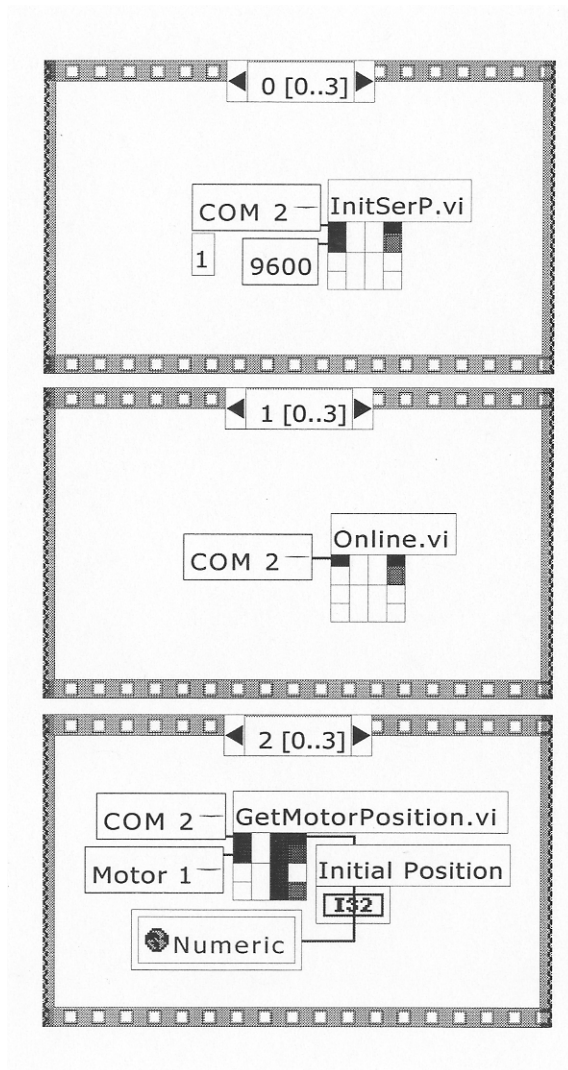 0 [0..3]
COM 2
InitSerP.vi
1
9600
1 [0..3]
Online.vi
COM 2
2 [0..3]
COM 2
GetMotorPosition.vi
Motor 1
Initial Position
I32
Numeric